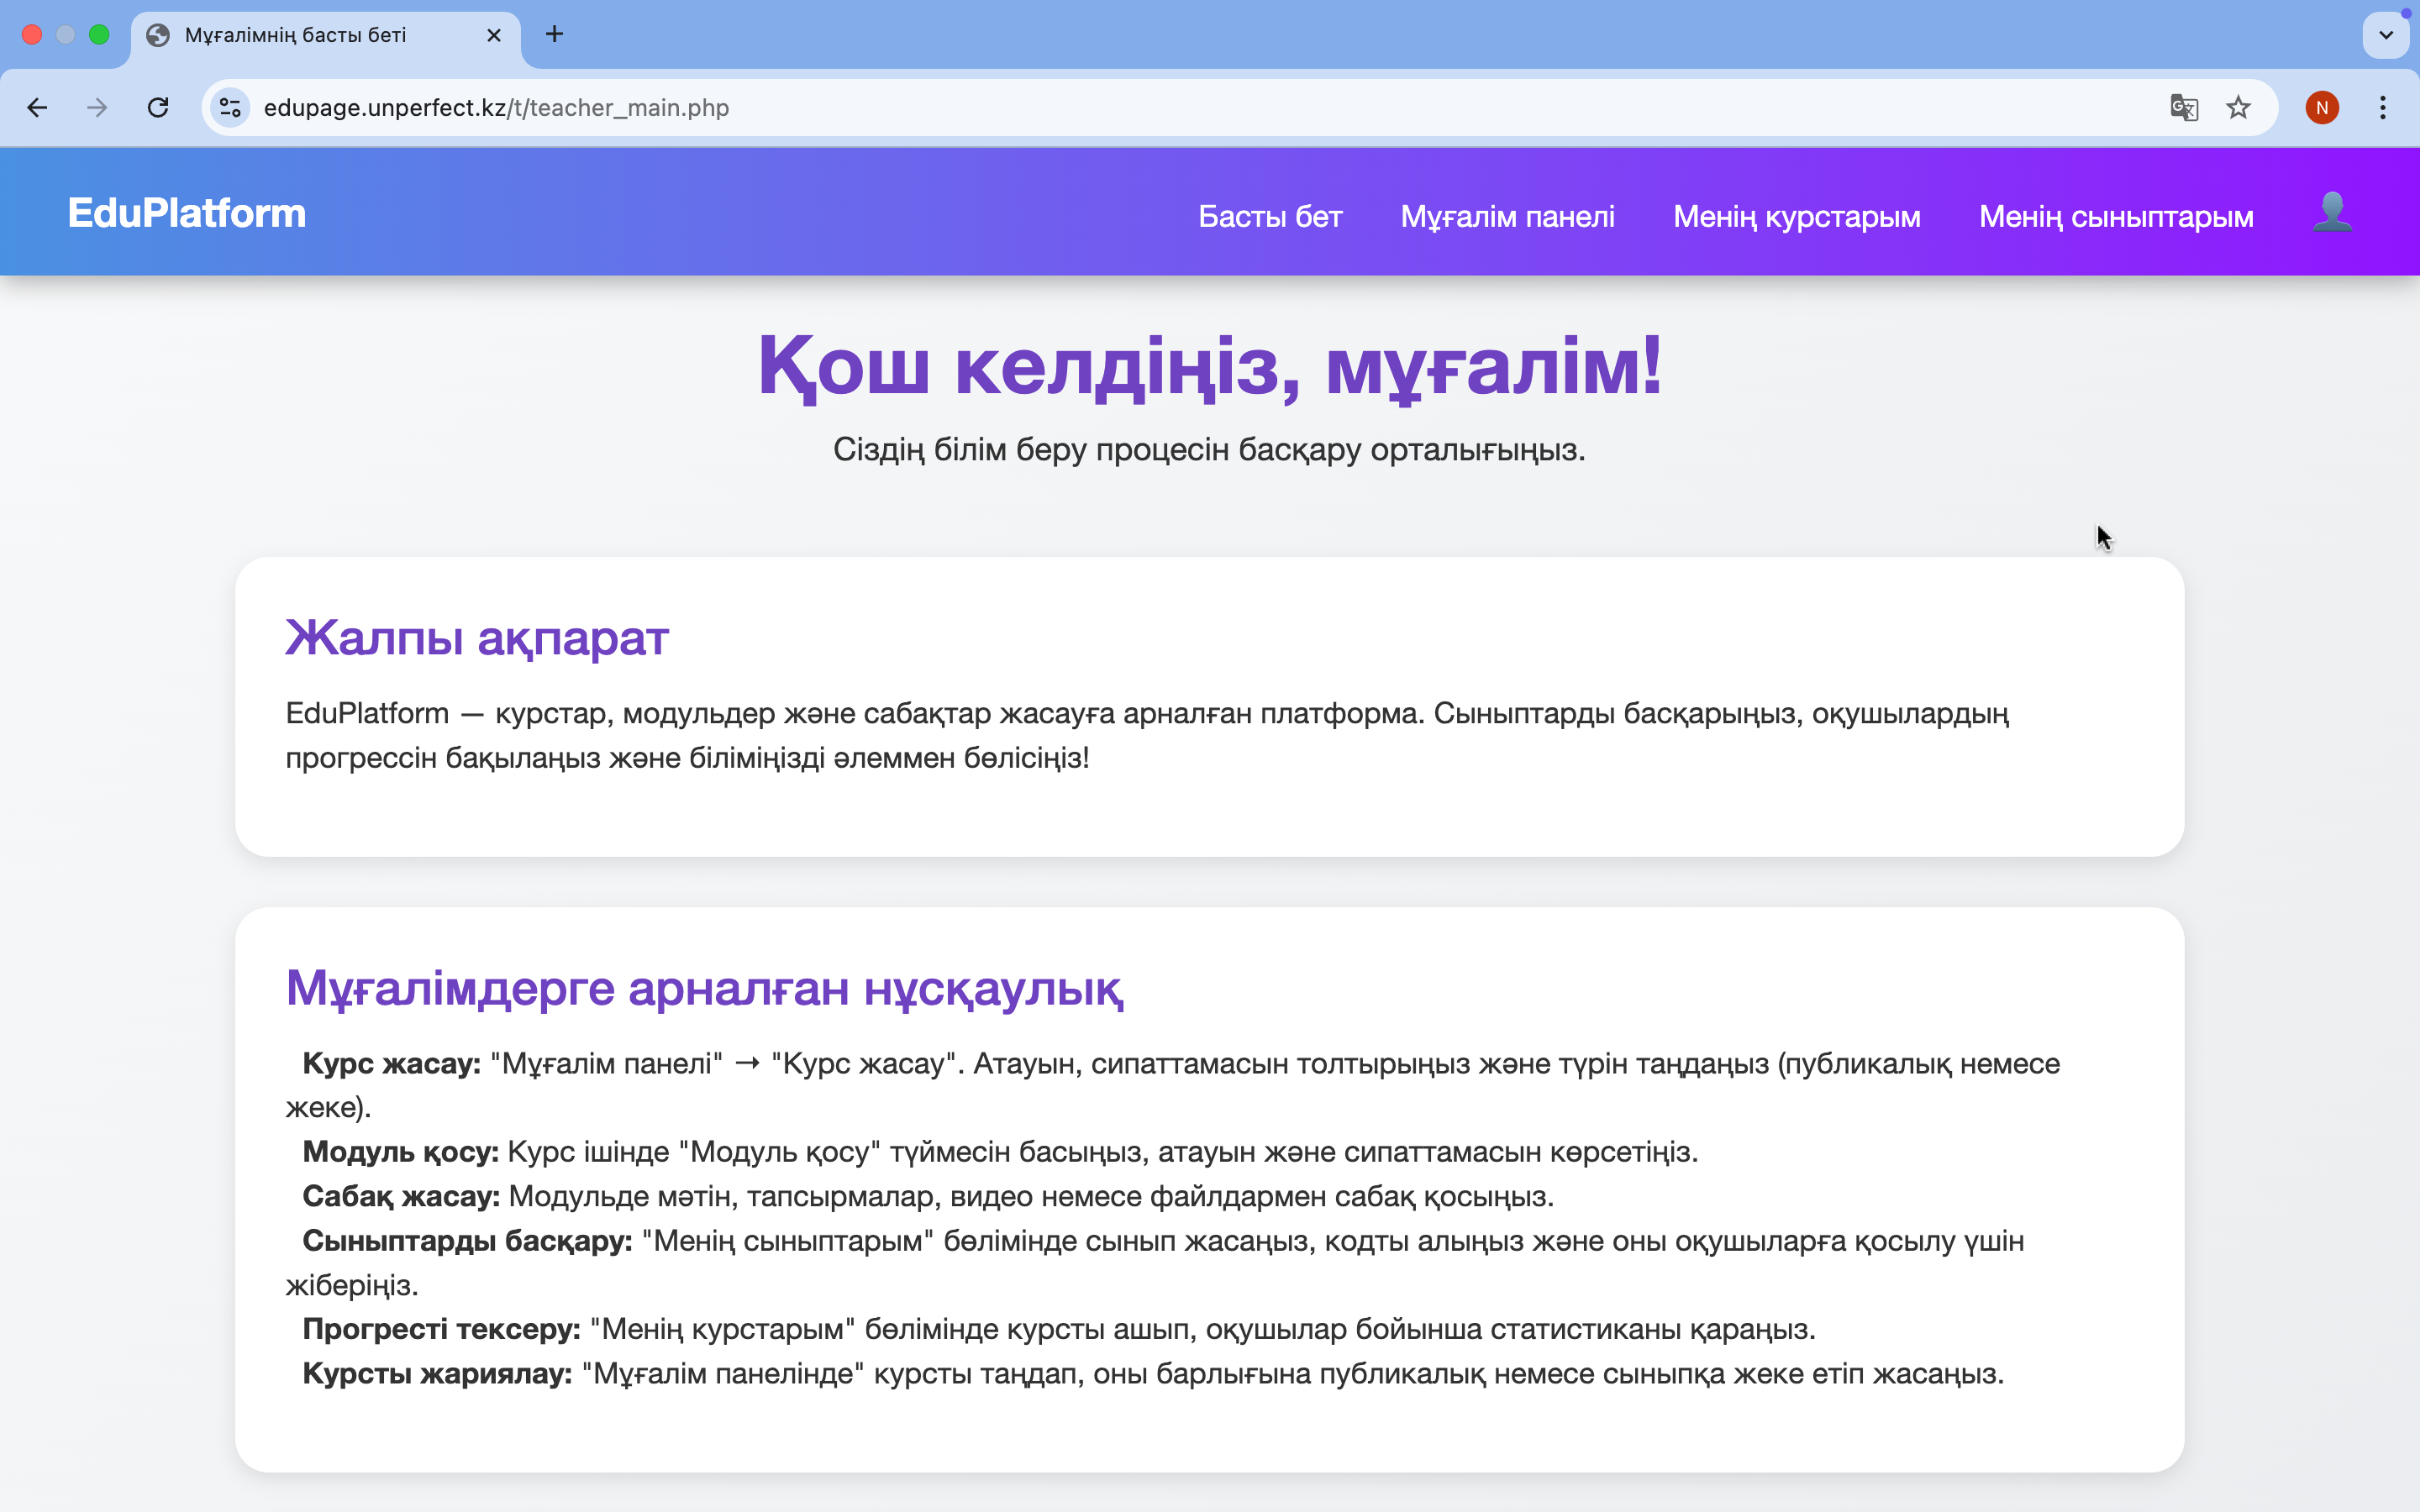 Мұғалімнің басты беті
edupage.unperfect.kz/t/teacher_main.php
N
EduPlatform
Басты бет
Мұғалім панелі
Менің курстарым
Менің сыныптарым
Қош келдіңіз, мұғалім!
Сіздің білім беру процесін басқару орталығыңыз.
Жалпы ақпарат
EduPlatform — курстар, модульдер және сабақтар жасауға арналған платформа. Сыныптарды басқарыңыз, оқушылардың
прогрессін бақылаңыз және біліміңізді әлеммен бөлісіңіз!
Мұғалімдерге арналған нұсқаулық
Курс жасау: "Мұғалім панелі" → "Курс жасау". Атауын, сипаттамасын толтырыңыз және түрін таңдаңыз (публикалық немесе
жеке).
Модуль қосу: Курс ішінде "Модуль қосу" түймесін басыңыз, атауын және сипаттамасын көрсетіңіз.
Сабақ жасау: Модульде мәтін, тапсырмалар, видео немесе файлдармен сабақ қосыңыз.
Сыныптарды басқару: "Менің сыныптарым" бөлімінде сынып жасаңыз, кодты алыңыз және оны оқушыларға қосылу үшін
жіберіңіз.
Прогресті тексеру: "Менің курстарым" бөлімінде курсты ашып, оқушылар бойынша статистиканы қараңыз.
Курсты жариялау: "Мұғалім панелінде" курсты таңдап, оны барлығына публикалық немесе сыныпқа жеке етіп жасаңыз.